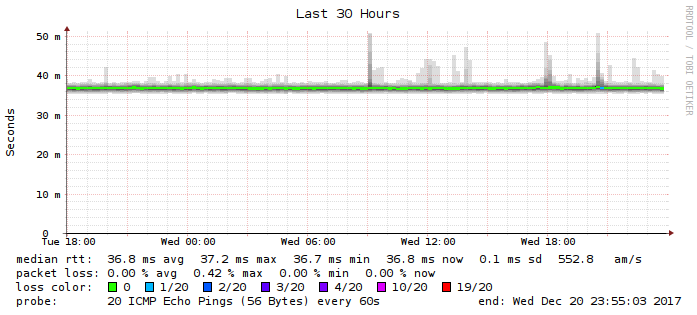 Last 30 Hours
RRDTOOL / TOBI OETIKER
Seconds
50 m
40 m
30 m
20 m
10 m
0
Tue 18:00 Wed 00:00 Wed 06:00 Wed 12:00 Wed 18:00
median rtt: 36.8 ms avg 37.2 ms max 36.7 ms min 36.8 ms now 0.1 ms sd 552.8 am/s
packet loss: 0.00 % avg 0.42 % max 0.00 % min 0.00 % now
loss color: 0 1/20 2/20 3/20 4/20 10/20 19/20
probe: 20 ICMP Echo Pings (56 Bytes) every 60s end: Wed Dec 20 23:55:03 2017